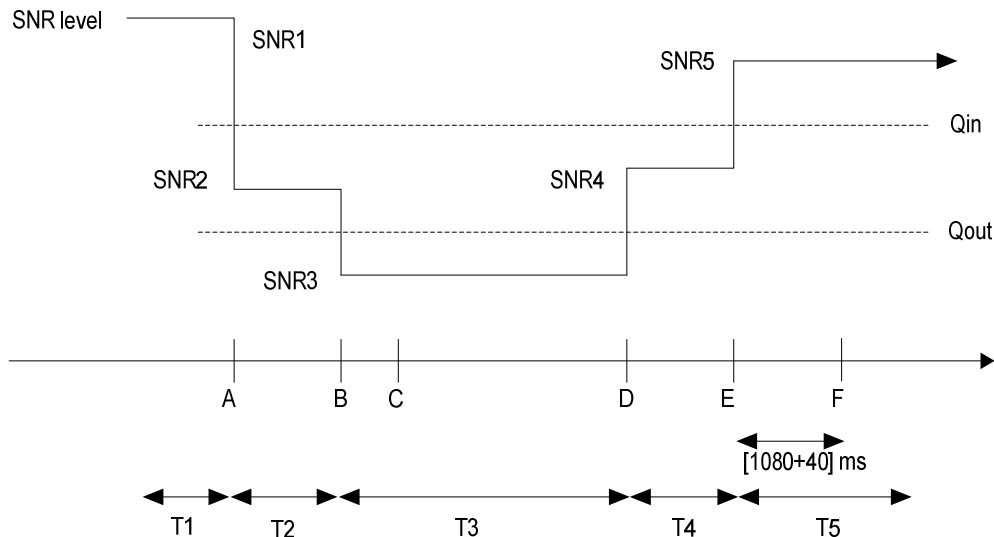 SNR level
SNR1
SNR5
Qin
SNR2
SNR4
Qout
SNR3
A
B
C
D
E
F
[1080+40] ms
T1
T2
T3
T4
T5